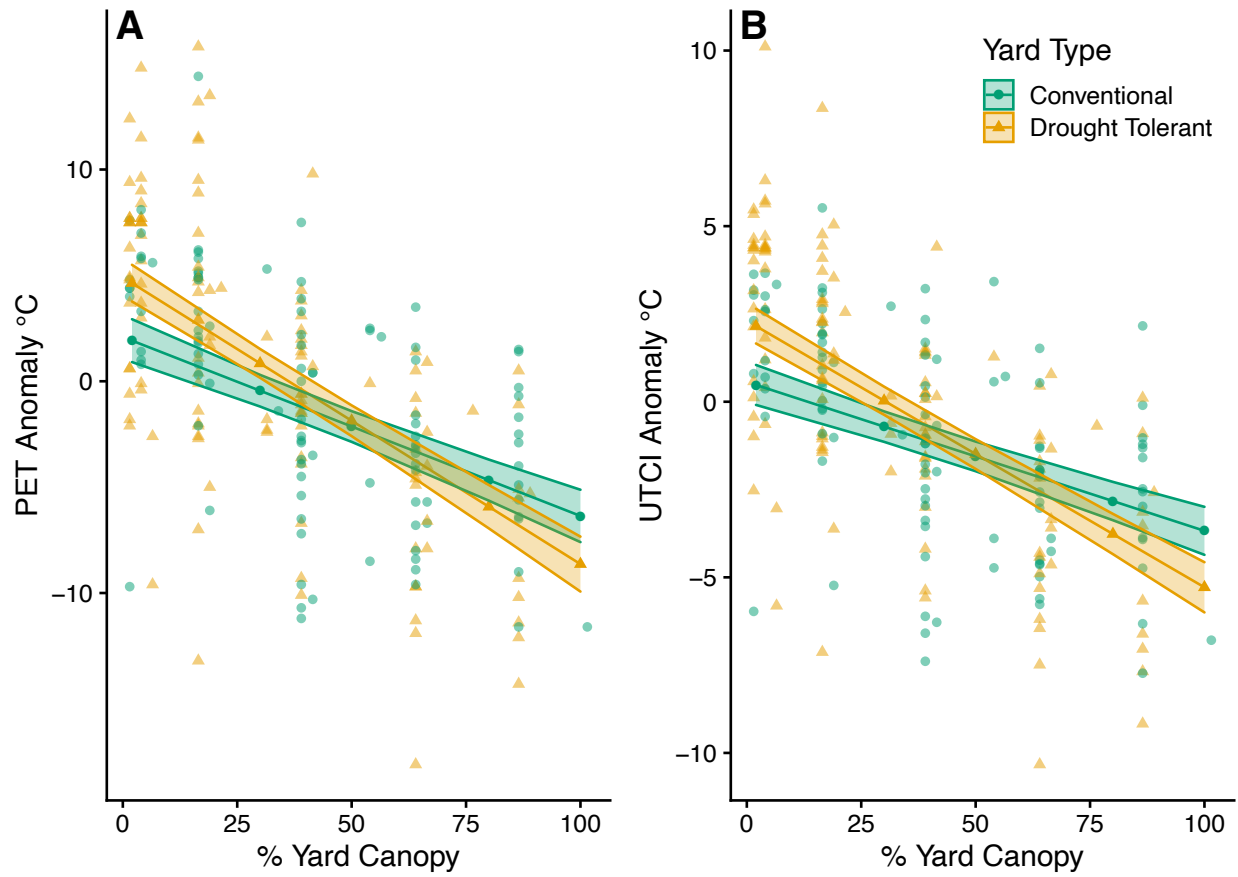 A
PET Anomaly °C
10
0
−10
0 25 50 75 100
% Yard Canopy
B
Yard Type
Conventional
Drought Tolerant
UTCI Anomaly °C
10
5
0
−5
−10
0 25 50 75 100
% Yard Canopy